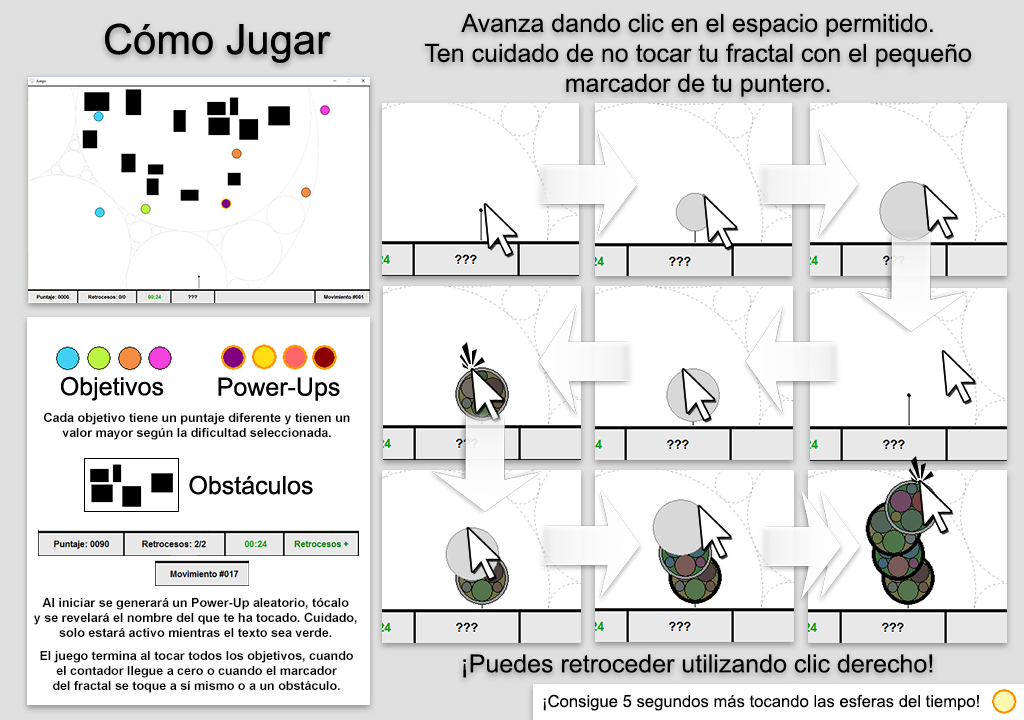 Cómo Jugar
Avanza dando clic en el espacio permitido.
Ten cuidado de no tocar tu fractal con el pequeño
marcador de tu puntero.
Juego
Puntaje: 0000 Retrocesos: 0/0 00:24 ??? Movimiento #001
Objetivos Power-Ups
Cada objetivo tiene un puntaje diferente y tienen un
valor mayor según la dificultad seleccionada.
Obstáculos
Puntaje: 0090 Retrocesos: 2/2 00:24 Retrocesos +
Movimiento #017
Al iniciar se generará un Power-Up aleatorio, tócalo
y se revelará el nombre del que te ha tocado. Cuidado,
solo estará activo mientras el texto sea verde.
El juego termina al tocar todos los objetivos, cuando
el contador llegue a cero o cuando el marcador
del fractal se toque a sí mismo o a un obstáculo.
24 ??? 24 ??? 24 ???
24 ??? 4 ??? 24 ???
24 ??? 24 ??? 24 ???
¡Puedes retroceder utilizando clic derecho!
¡Consigue 5 segundos más tocando las esferas del tiempo!